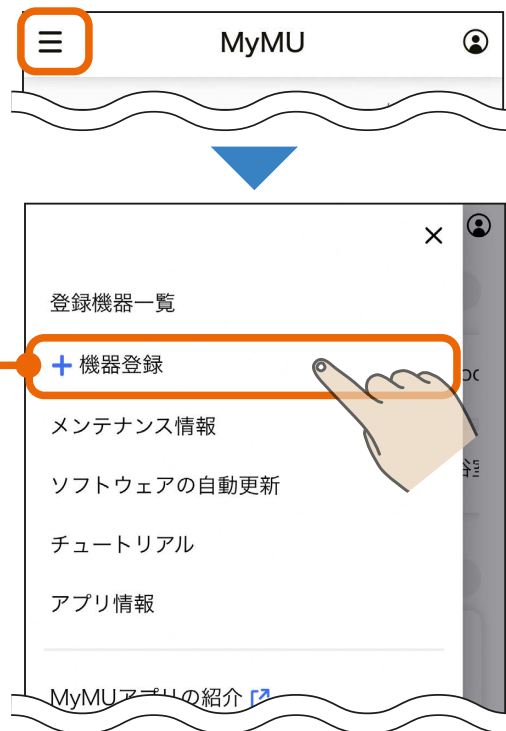 MyMU
登録機器一覧
機器登録
メンテナンス情報
ソフトウェアの自動更新
チュートリアル
アプリ情報
MyMUアプリの紹介